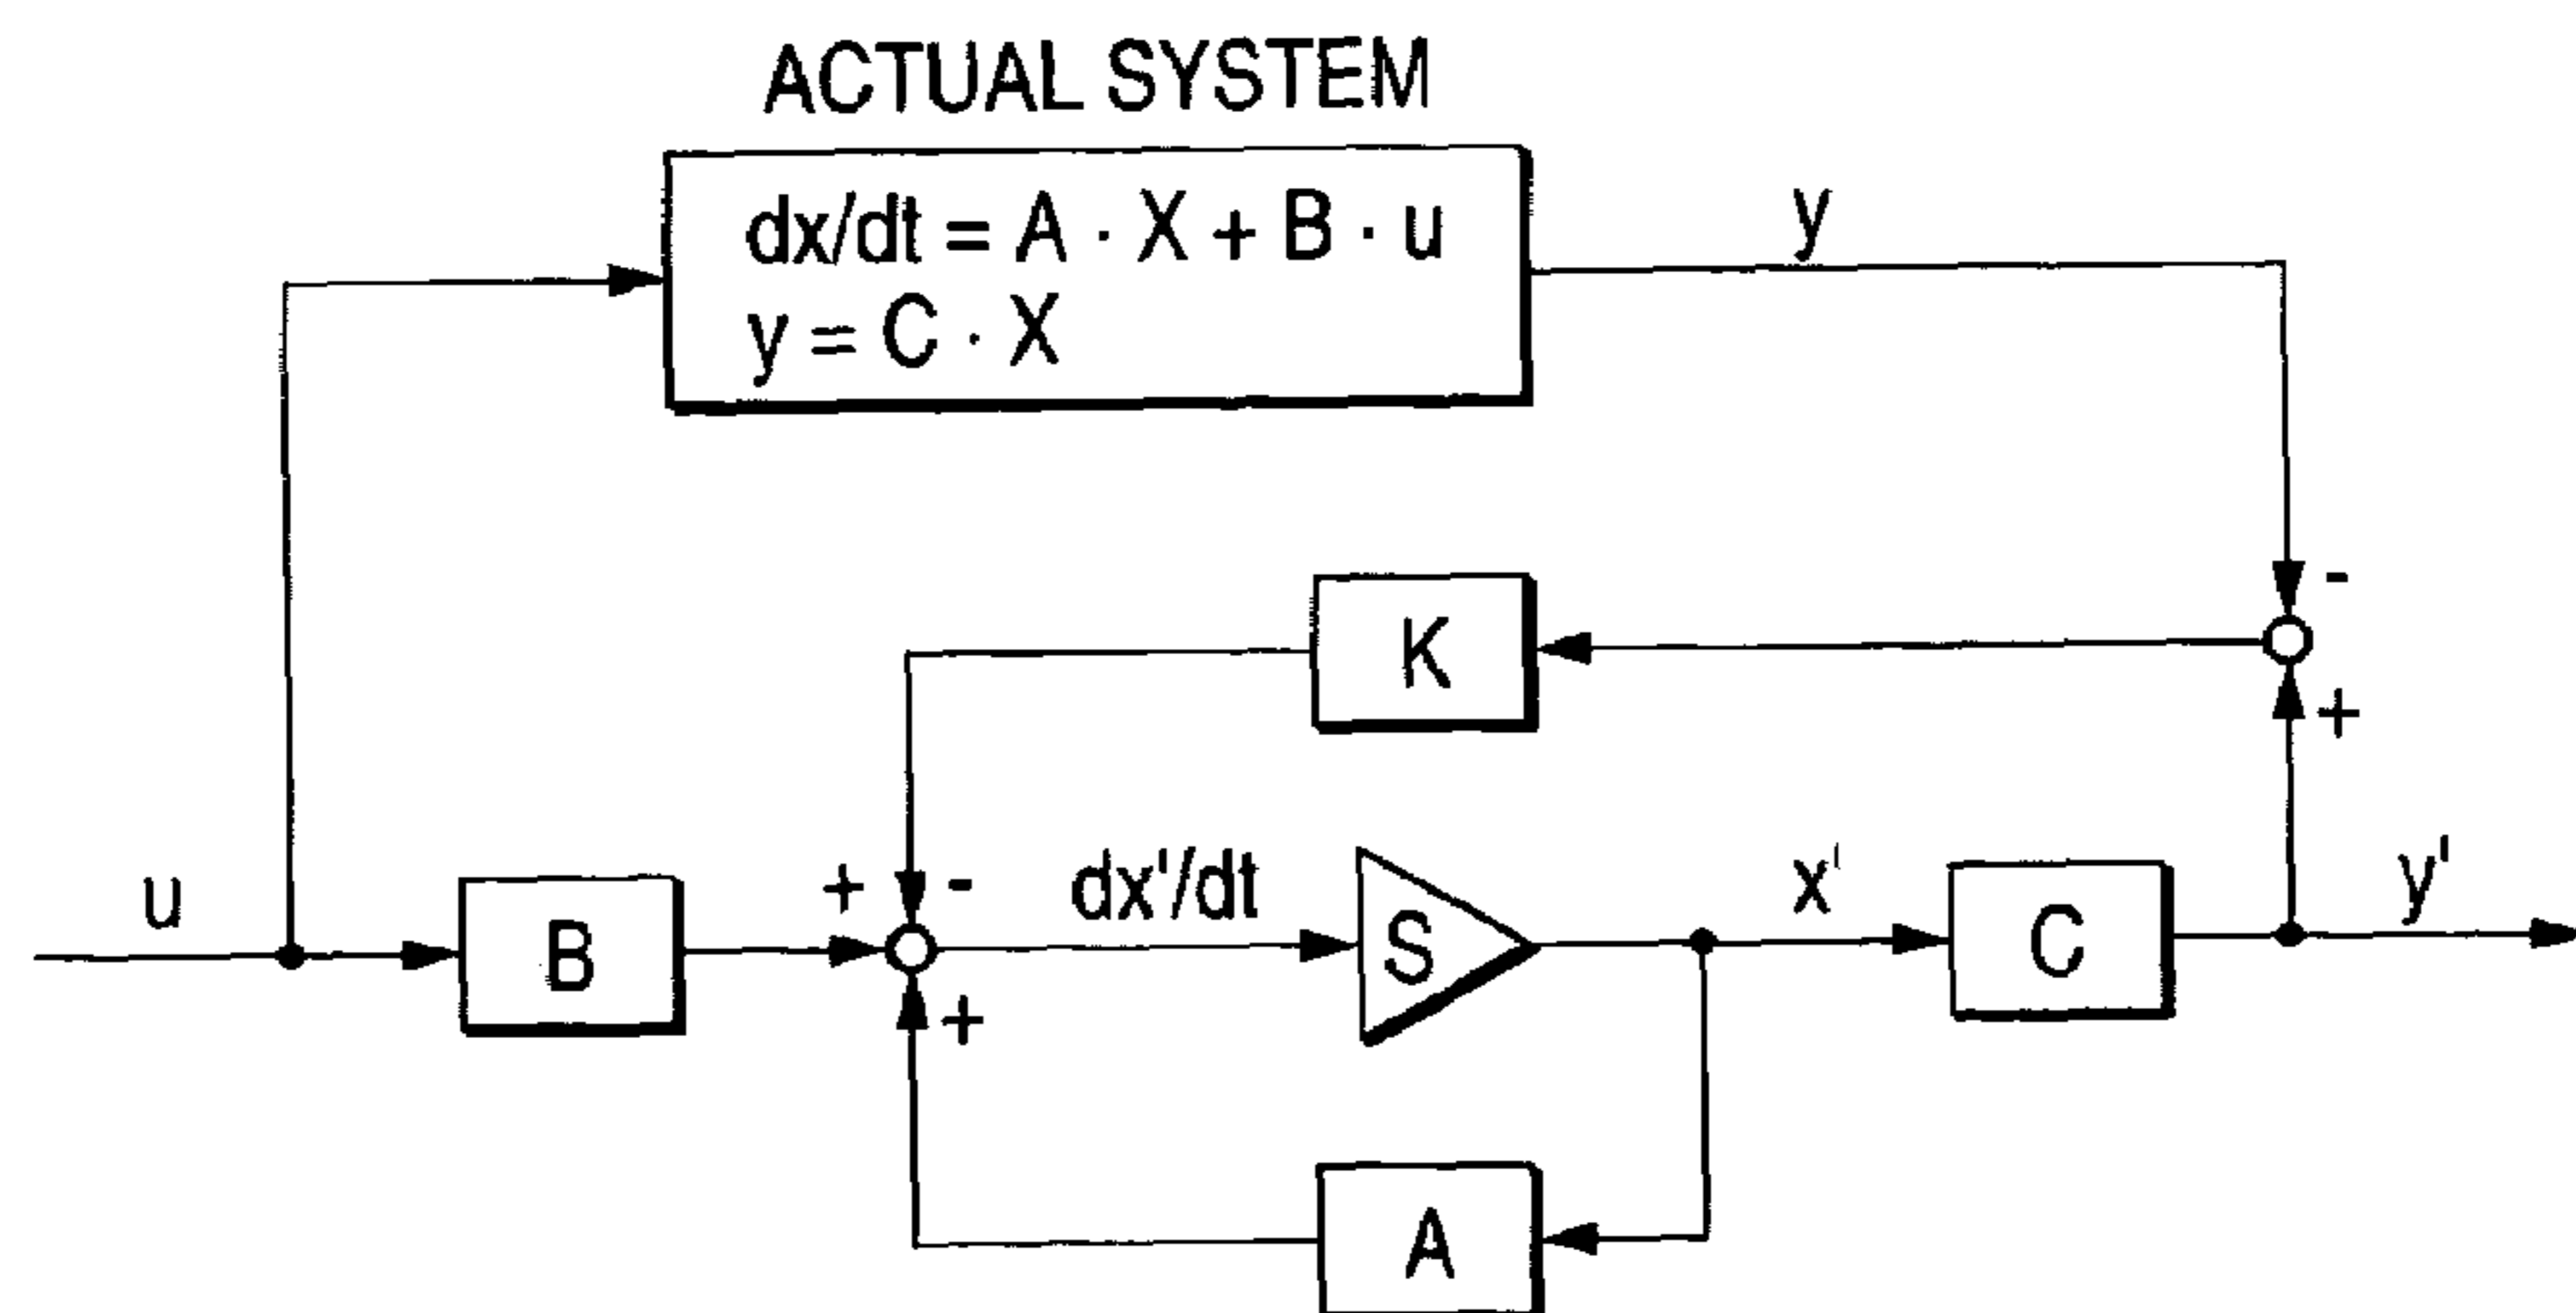 ACTUAL SYSTEM
dx/dt = A · X + B · u
y = C · X
y
-
K
+
u
B
+
-
dx'/dt
S
x'
C
y'
+
A